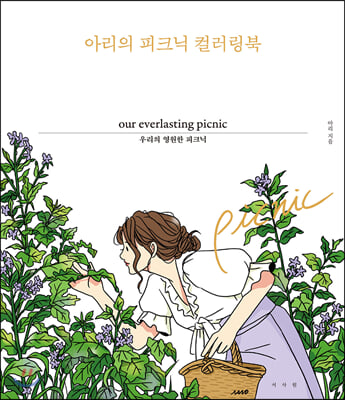 아리의 피크닉 컬러링북
our everlasting picnic
우리의 영원한 피크닉
아리 지음
picnic
서사원